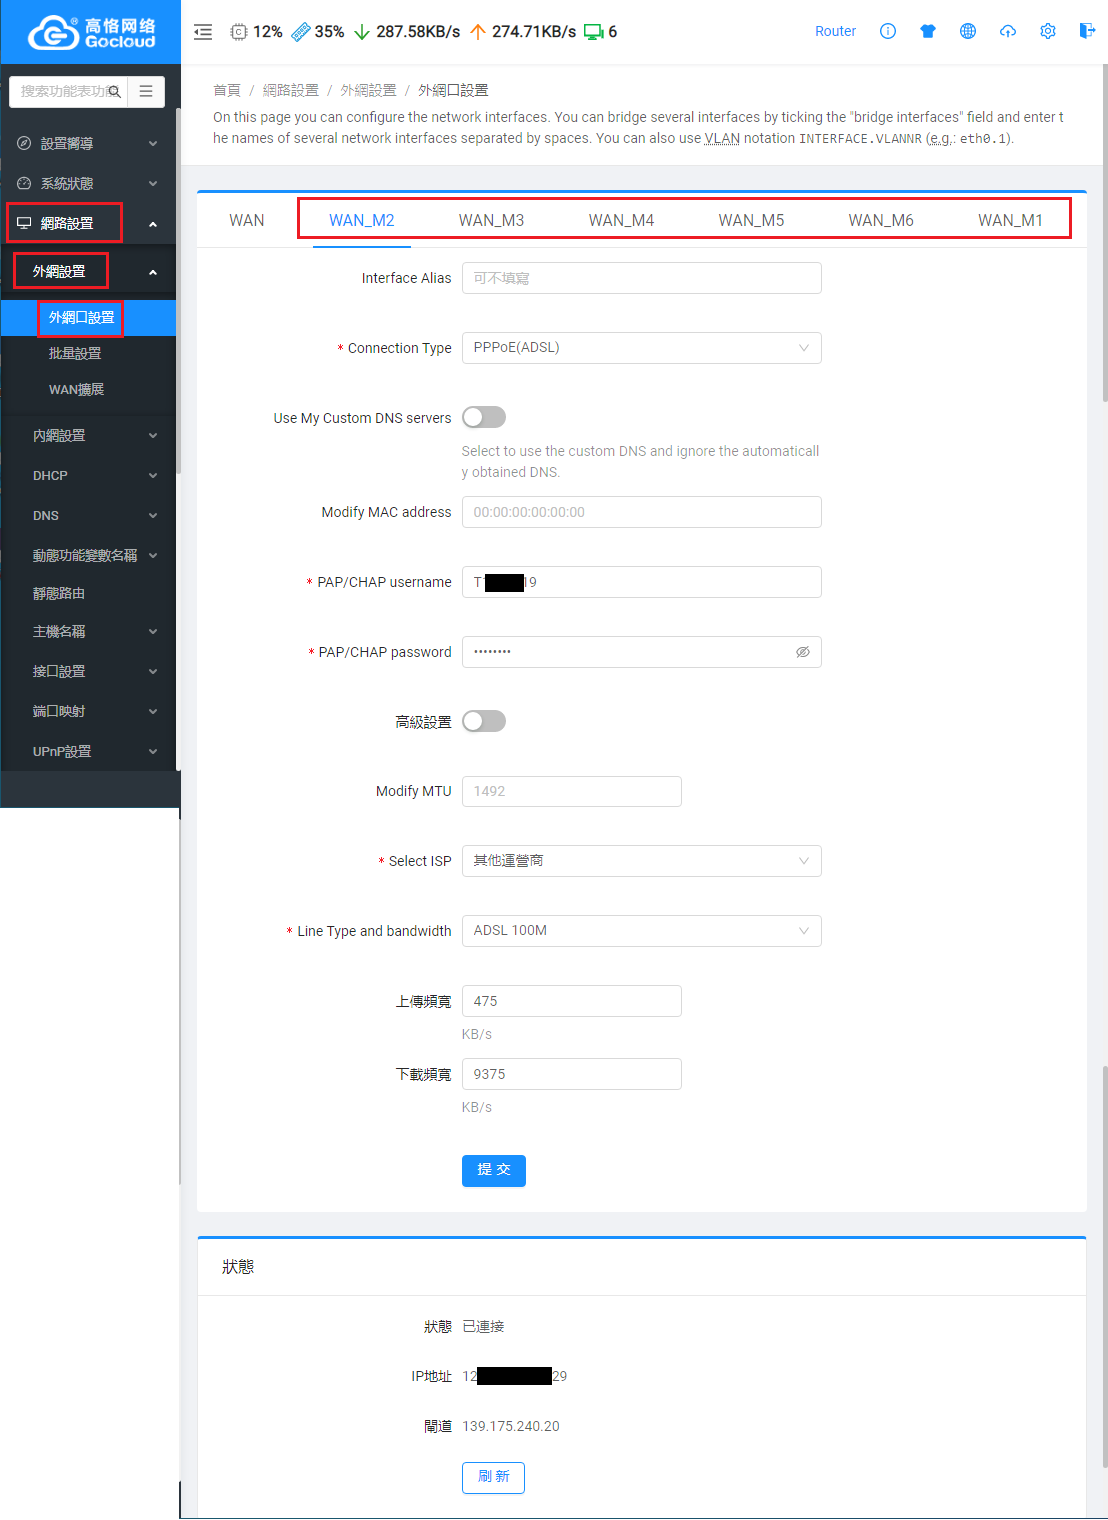 高恪网络
Gocloud
®
12% 35% 287.58KB/s 274.71KB/s 6
Router
搜索功能表功能
設置嚮導
系統狀態
網路設置
外網設置
外網口設置
批量設置
WAN擴展
內網設置
DHCP
DNS
動態功能變數名稱
靜態路由
主機名稱
接口設置
端口映射
UPnP設置
首頁 / 網路設置 / 外網設置 / 外網口設置
On this page you can configure the network interfaces. You can bridge several interfaces by ticking the "bridge interfaces" field and enter t
he names of several network interfaces separated by spaces. You can also use VLAN notation INTERFACE.VLANNR (e.g.: eth0.1).
WAN WAN_M2 WAN_M3 WAN_M4 WAN_M5 WAN_M6 WAN_M1
Interface Alias 可不填寫
* Connection Type PPPoE(ADSL)
Use My Custom DNS servers
Select to use the custom DNS and ignore the automaticall
y obtained DNS.
Modify MAC address 00:00:00:00:00:00
* PAP/CHAP username T 19
* PAP/CHAP password ••••••••
高級設置
Modify MTU 1492
* Select ISP 其他運營商
* Line Type and bandwidth ADSL 100M
上傳頻寬 475
KB/s
下載頻寬 9375
KB/s
提 交
狀態
狀態 已連接
IP地址 12 29
閘道 139.175.240.20
刷 新